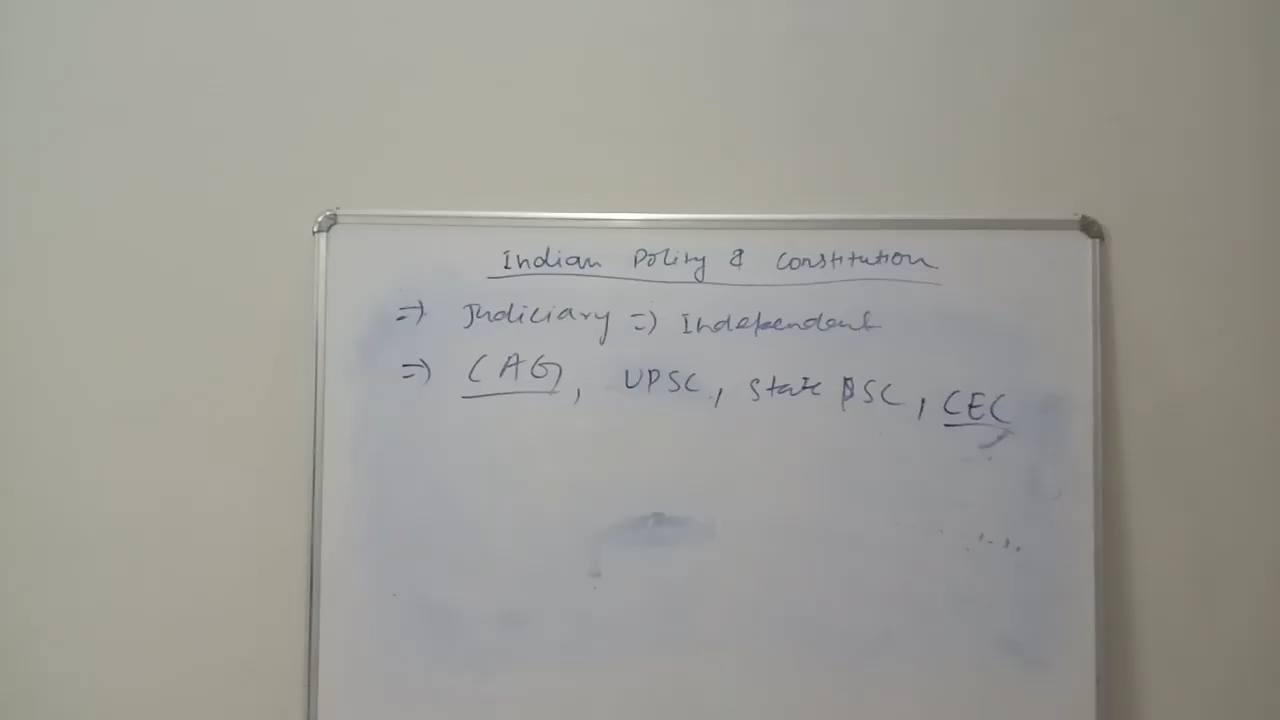 Indian Polity & Constitution
=> Judiciary => Independent
=> CAG, UPSC, State PSC, CEC